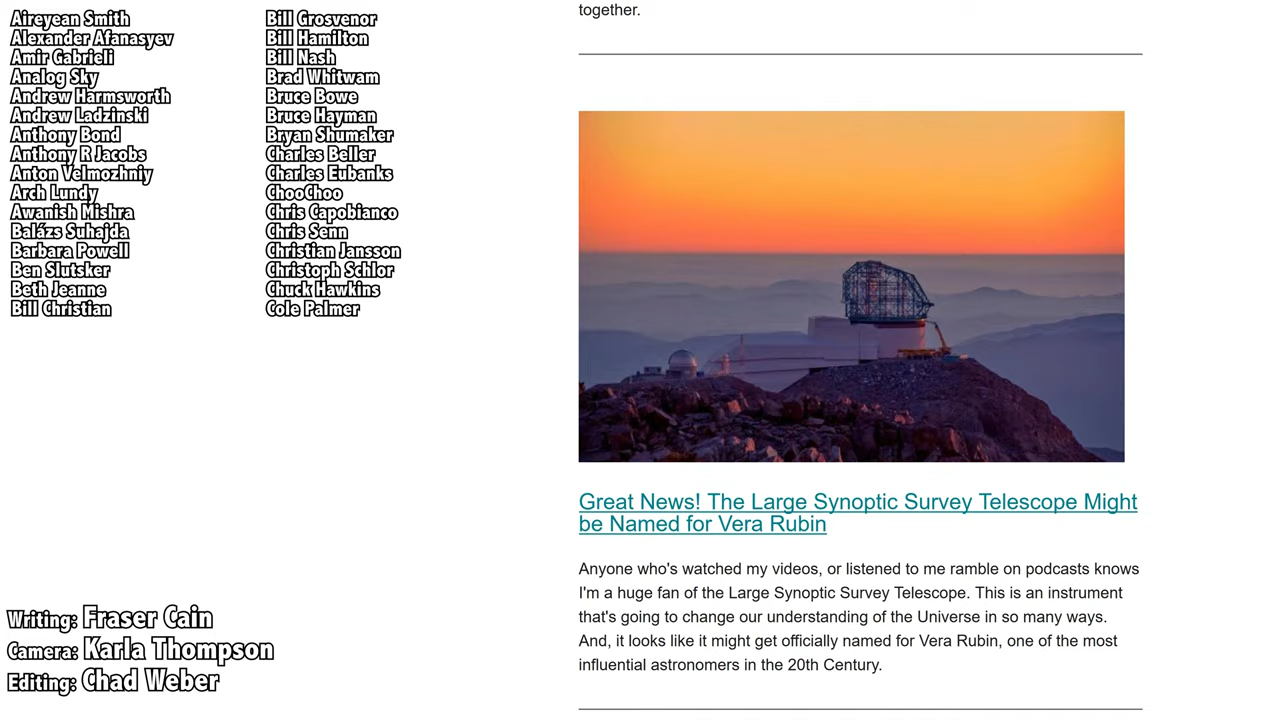 Aireyean Smith
Alexander Afanasyev
Amir Gabrieli
Analog Sky
Andrew Harmsworth
Andrew Ladzinski
Anthony Bond
Anthony R Jacobs
Anton Velmozhniy
Arch Lundy
Awanish Mishra
Balázs Suhajda
Barbara Powell
Ben Slutsker
Beth Jeanne
Bill Christian
Bill Grosvenor
Bill Hamilton
Bill Nash
Brad Whitwam
Bruce Bowe
Bruce Hayman
Bryan Shumaker
Charles Beller
Charles Eubanks
ChooChoo
Chris Capobianco
Chris Senn
Christian Jansson
Christoph Schlor
Chuck Hawkins
Cole Palmer
Writing: Fraser Cain
Camera: Karla Thompson
Editing: Chad Weber
together.
Great News! The Large Synoptic Survey Telescope Might
be Named for Vera Rubin
Anyone who's watched my videos, or listened to me ramble on podcasts knows
I'm a huge fan of the Large Synoptic Survey Telescope. This is an instrument
that's going to change our understanding of the Universe in so many ways.
And, it looks like it might get officially named for Vera Rubin, one of the most
influential astronomers in the 20th Century.